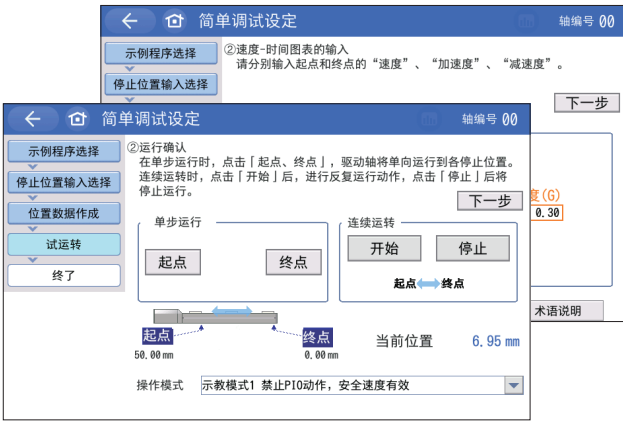 简单调试设定
轴编号 00
示例程序选择
停止位置输入选择
②速度-时间图表的输入
请分别输入起点和终点的“速度”、“加速度”、“减速度”。
下一步
度(G)
0.30
术语说明
简单调试设定
轴编号 00
示例程序选择
停止位置输入选择
位置数据作成
试运转
终了
②运行确认
在单步运行时，点击「起点、终点」，驱动轴将单向运行到各停止位置。
连续运转时，点击「开始」后，进行反复运行动作，点击「停止」后将
停止运行。
下一步
单步运行
起点
终点
连续运转
开始
停止
起点 终点
起点
50.00 mm
终点
0.00 mm
当前位置
6.95 mm
操作模式
示教模式1 禁止PIO动作，安全速度有效